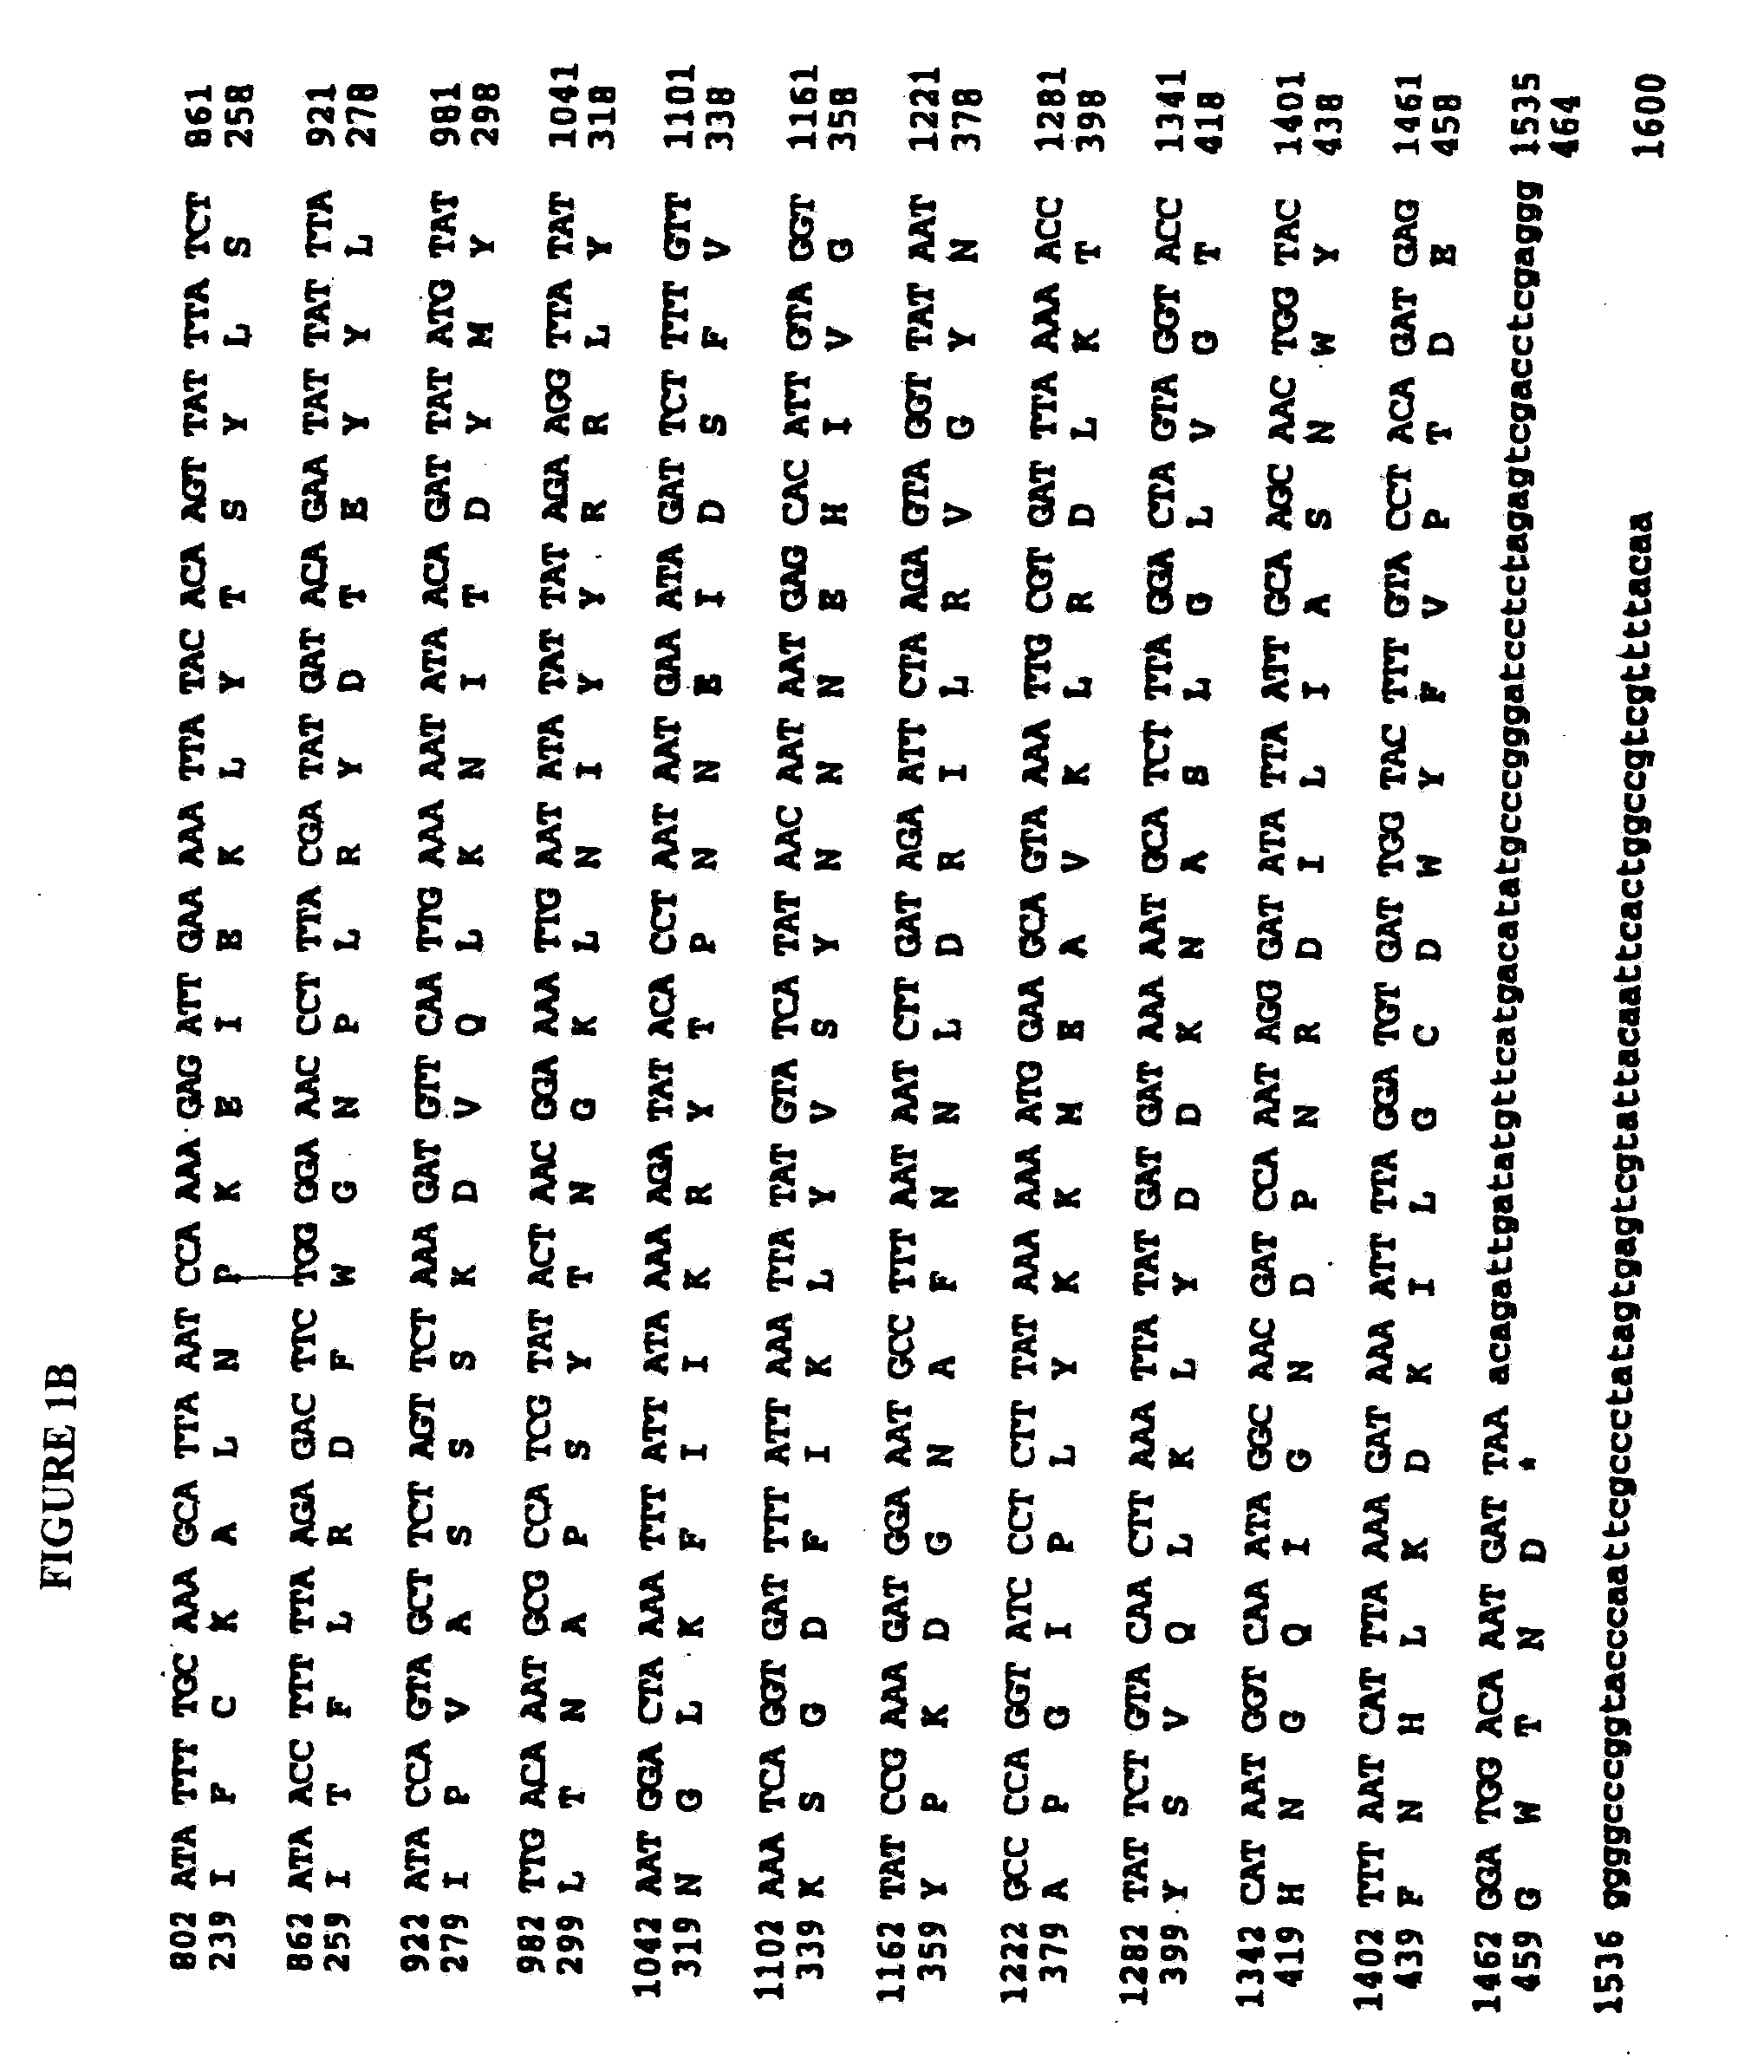 FIGURE 1B
802 ATA TTT TGC AAA GCA TTA AAT CCA AAA GAG ATT GAA AAA TTA TAC ACA AGT TAT TTA TCT 861
239 I F C K A L N P K E I E K L Y T S Y L S 258
862 ATA ACC TTT TTA AGA GAC TTC TGG GGA AAC CCT TTA CGA TAT GAT ACA GAA TAT TAT TTA 921
259 I T F L R D F W G N P L R Y D T E Y Y L 278
922 ATA CCA GTA GCT TCT AGT TCT AAA GAT GTT CAA TTG AAA AAT ATA ACA GAT TAT ATG TAT 981
279 I P V A S S S K D V Q L K N I T D Y M Y 298
982 TTG ACA AAT GCG CCA TCG TAT ACT AAC GGA AAA TTG AAT ATA TAT TAT AGA AGG TTA TAT 1041
299 L T N A P S Y T N G K L N I Y Y R R L Y 318
1042 AAT GGA CTA AAA TTT ATT ATA AAA AGA TAT ACA CCT AAT AAT GAA ATA GAT TCT TTT GTT 1101
319 N G L K F I I K R Y T P N N E I D S F V 338
1102 AAA TCA GGT GAT TTT ATT AAA TTA TAT GTA TCA TAT AAC AAT AAT GAG CAC ATT GTA GGT 1161
339 K S G D F I K L Y V S Y N N N E H I V G 358
1162 TAT CCG AAA GAT GGA AAT GCC TTT AAT AAT CTT GAT AGA ATT CTA AGA GTA GGT TAT AAT 1221
359 Y P K D G N A F N N L D R I L R V G Y N 378
1222 GCC CCA GGT ATC CCT CTT TAT AAA AAA ATG GAA GCA GTA AAA TTG CGT GAT TTA AAA ACC 1281
379 A P G I P L Y K K M E A V K L R D L K T 398
1282 TAT TCT GTA CAA CTT AAA TTA TAT GAT GAT AAA AAT GCA TCT TTA GGA CTA GTA GGT ACC 1341
399 Y S V Q L K L Y D D K N A S L G L V G T 418
1342 CAT AAT GGT CAA ATA GGC AAC GAT CCA AAT AGG GAT ATA TTA ATT GCA AGC AAC TGG TAC 1401
419 H N G Q I G N D P N R D I L I A S N W Y 438
1402 TTT AAT CAT TTA AAA GAT AAA ATT TTA GGA TGT GAT TGG TAC TTT GTA CCT ACA GAT GAG 1461
439 F N H L K D K I L G C D W Y F V P T D E 458
1462 GGA TGG ACA AAT GAT TAA acagattgatatgttcatgacatatgcccgggatcctctagagtcgacctcgaggg 1535
459 G W T N D * 464
1536 ggggcccggtacccaattcgccctatagtgagtcgtattacaattcactggccgtcgttttacaa 1600